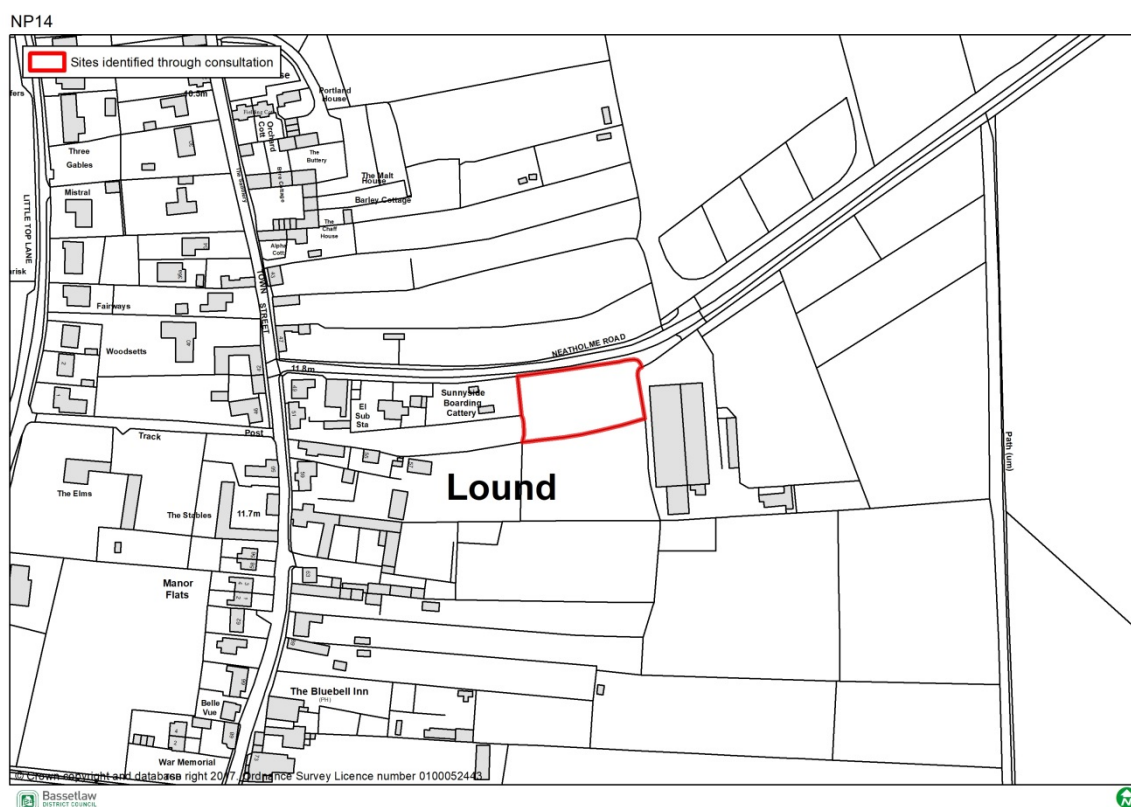 NP14
Sites identified through consultation
Portland
House
10.3m
Orchard
Cott
Three
Gables
The
Buttery
The Malt
House
Mistral
Barley Cottage
LITTLE TOP LANE
The
Chaff
House
Alpha
Cott
TOWN
STREET
Fairways
Woodsetts
NEATHOLME ROAD
11.8m
Sunnyside
Boarding
Cattery
El
Sub
Sta
Post
Track
Path (um)
Lound
The Elms
The Stables
11.7m
Manor
Flats
The Bluebell Inn
(PH)
Belle
Vue
War Memorial
© Crown copyright and database right 2017. Ordnance Survey Licence number 0100052443
Bassetlaw
DISTRICT COUNCIL